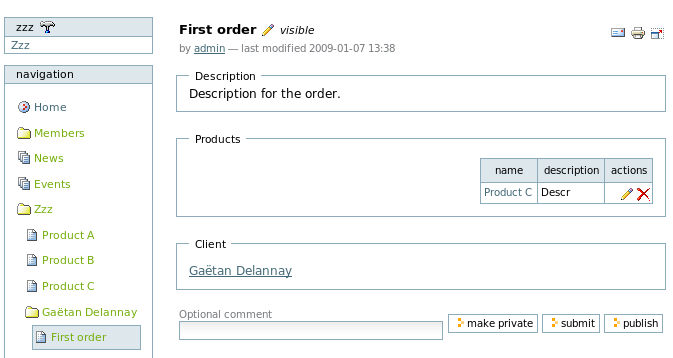 zzz
Zzz
navigation
Home
Members
News
Events
Zzz
Product A
Product B
Product C
Gaëtan Delannay
First order
First order visible
by admin — last modified 2009-01-07 13:38
Description
Description for the order.
Products
name description actions
Product C Descr
Client
Gaëtan Delannay
Optional comment
make private submit publish